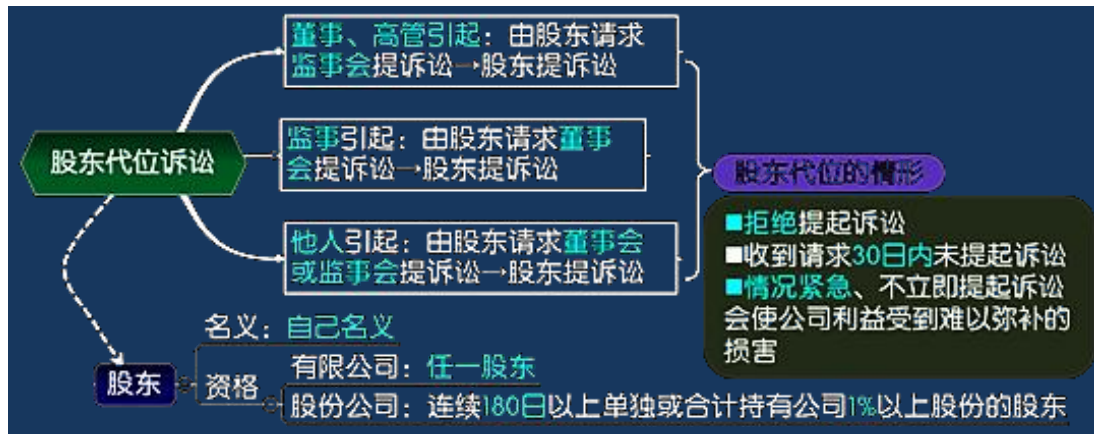 董事、高管引起：由股东请求
监事会提诉讼→股东提诉讼
股东代位诉讼
监事引起：由股东请求董事
会提诉讼→股东提诉讼
他人引起：由股东请求董事会
或监事会提诉讼→股东提诉讼
股东代位的情形
■拒绝提起诉讼
■收到请求30日内未提起诉讼
■情况紧急、不立即提起诉讼
会使公司利益受到难以弥补的
损害
股东
名义：自己名义
资格
有限公司：任一股东
股份公司：连续180日以上单独或合计持有公司1%以上股份的股东